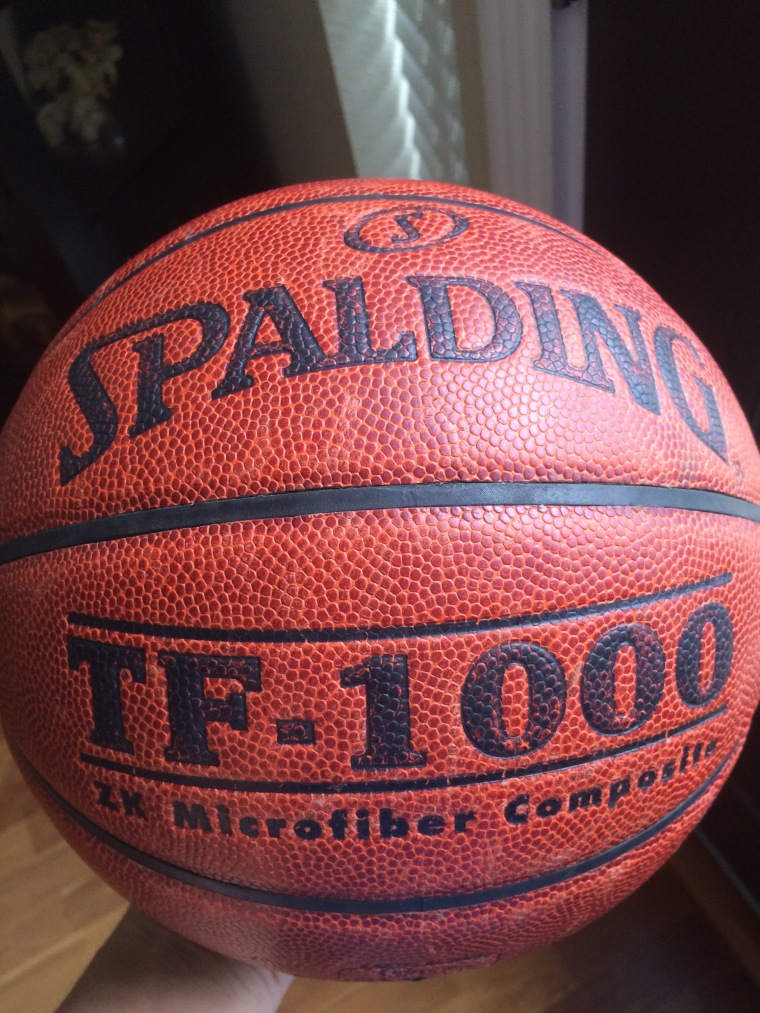 S
SPALDING
TF-1000
ZK Microfiber Composite